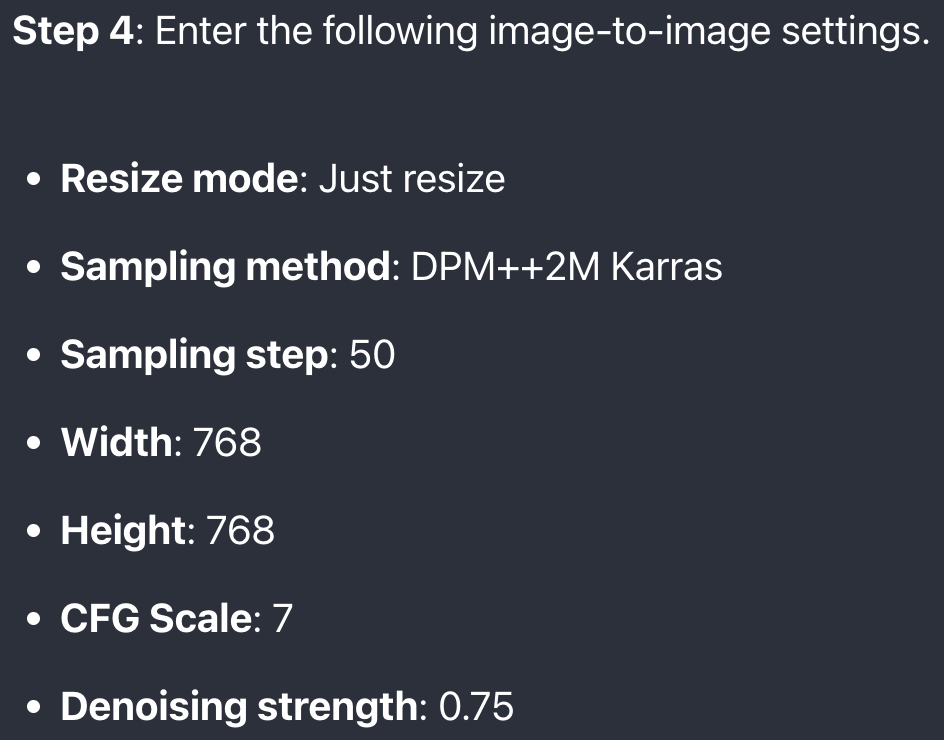 Step 4: Enter the following image-to-image settings.
• Resize mode: Just resize
• Sampling method: DPM++2M Karras
• Sampling step: 50
• Width: 768
• Height: 768
• CFG Scale: 7
• Denoising strength: 0.75